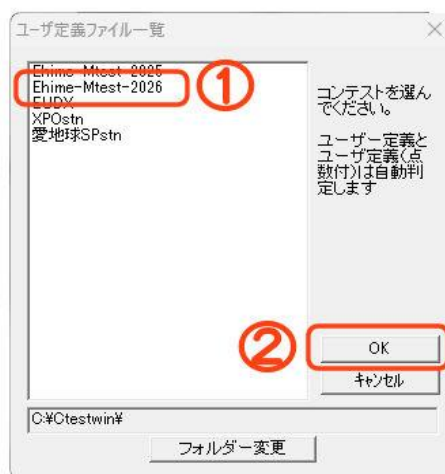 ユーザ定義ファイル一覧
Ehime-Mtest-2025
Ehime-Mtest-2026
EUDX
XPOstn
愛地球SPstn
①
コンテストを選ん
でください。
ユーザー定義と
ユーザ定義(点
数付)は自動判
定します
②
OK
キャンセル
C:¥Ctestwin¥
フォルダー変更